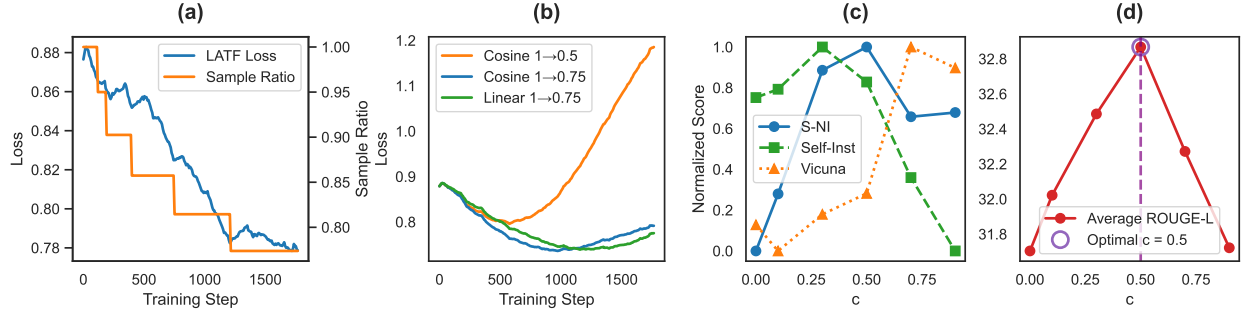 (a)
0.88
0.86
0.84
0.82
0.80
0.78
Loss
0
500
1000
1500
Training Step
1.00
0.95
0.90
0.85
0.80
Sample Ratio
LATF Loss
Sample Ratio
(b)
1.2
1.1
1.0
0.9
0.8
Loss
0
500
1000
1500
Training Step
Cosine 1→0.5
Cosine 1→0.75
Linear 1→0.75
(c)
1.0
0.8
0.6
0.4
0.2
0.0
Normalized Score
0.00
0.25
0.50
0.75
c
S-NI
Self-Inst
Vicuna
(d)
32.8
32.6
32.4
32.2
32.0
31.8
0.00
0.25
0.50
0.75
c
Average ROUGE-L
Optimal c = 0.5